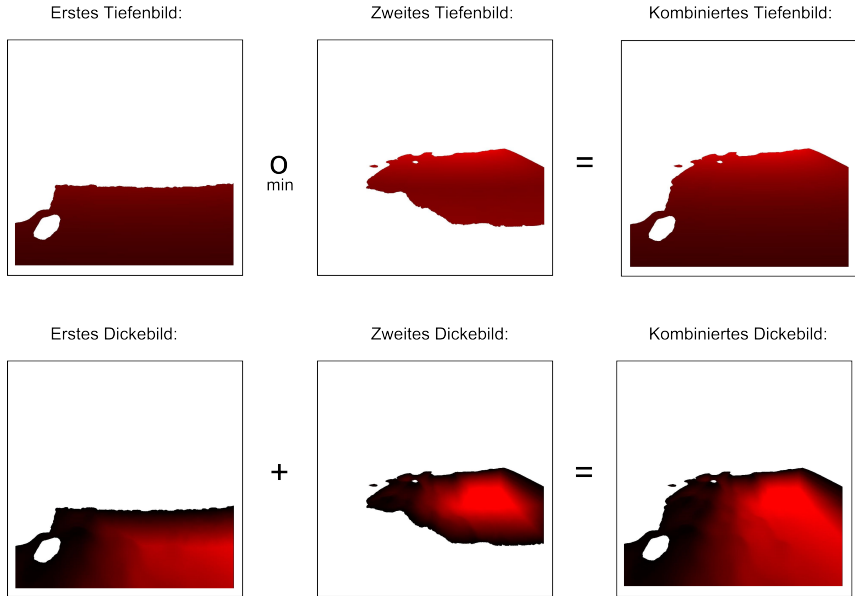 Erstes Tiefenbild: Zweites Tiefenbild: Kombiniertes Tiefenbild:
o =
min
Erstes Dickebild: Zweites Dickebild: Kombiniertes Dickebild:
+ =